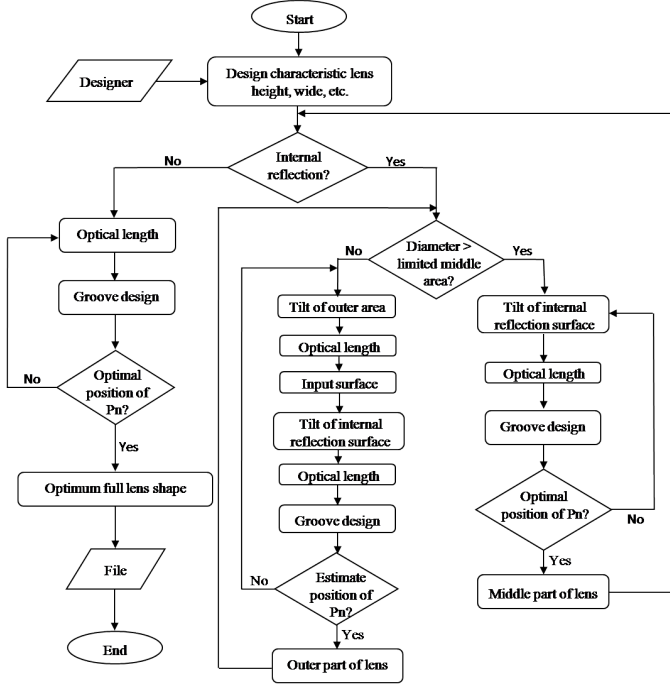 Start
Designer
Design characteristic lens
height, wide, etc.
Internal
reflection?
No
Yes
Optical length
Groove design
Optimal
position of
Pn?
No
Yes
Optimum full lens shape
File
End
Diameter >
limited middle
area?
No
Yes
Tilt of outer area
Optical length
Input surface
Tilt of internal
reflection surface
Optical length
Groove design
Estimate
position of
Pn?
No
Yes
Outer part of lens
Tilt of internal
reflection surface
Optical length
Groove design
Optimal
position of Pn?
No
Yes
Middle part of lens